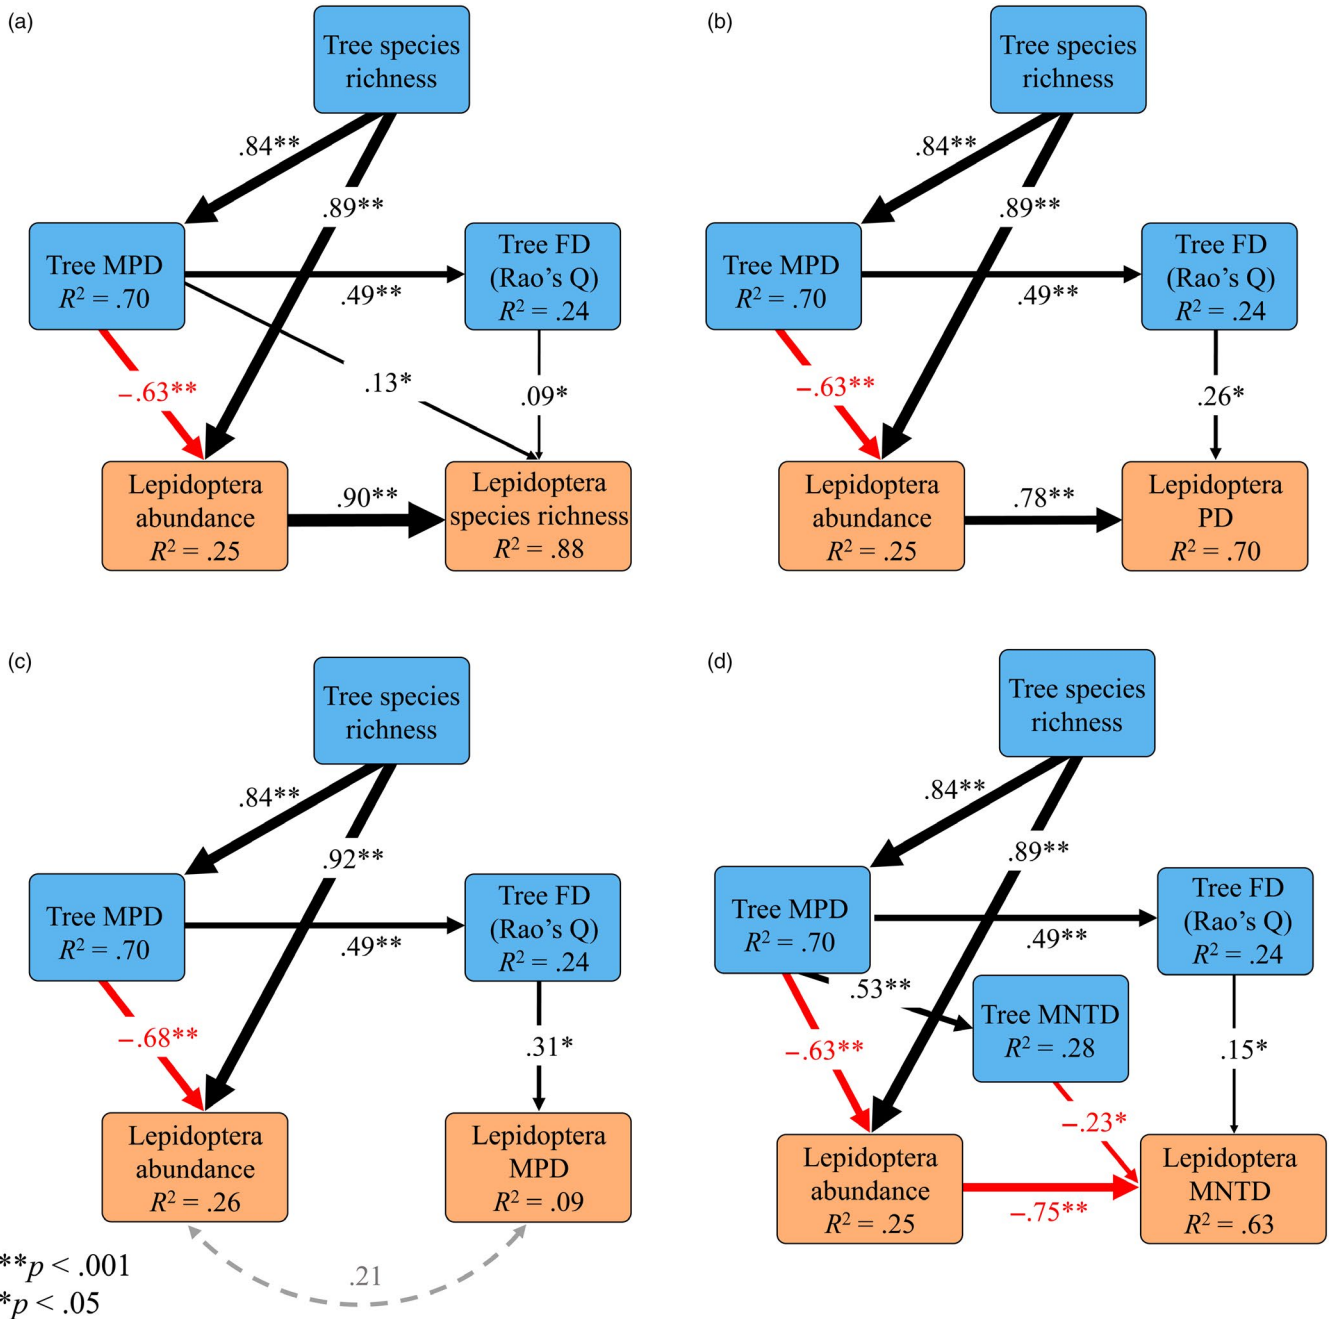 (a)
Tree species
richness
.84**
.89**
Tree MPD
R² = .70
Tree FD
(Rao’s Q)
R² = .24
.49**
–.63**
.13*
.09*
Lepidoptera
abundance
R² = .25
.90**
Lepidoptera
species richness
R² = .88
(b)
Tree species
richness
.84**
.89**
Tree MPD
R² = .70
Tree FD
(Rao’s Q)
R² = .24
.49**
–.63**
.26*
Lepidoptera
abundance
R² = .25
.78**
Lepidoptera
PD
R² = .70
(c)
Tree species
richness
.84**
.92**
Tree MPD
R² = .70
Tree FD
(Rao’s Q)
R² = .24
.49**
–.68**
.31*
Lepidoptera
abundance
R² = .26
Lepidoptera
MPD
R² = .09
.21
**p < .001
*p < .05
(d)
Tree species
richness
.84**
.89**
Tree MPD
R² = .70
Tree FD
(Rao’s Q)
R² = .24
.49**
.53**
Tree MNTD
R² = .28
–.63**
.15*
–.23*
Lepidoptera
abundance
R² = .25
–.75**
Lepidoptera
MNTD
R² = .63